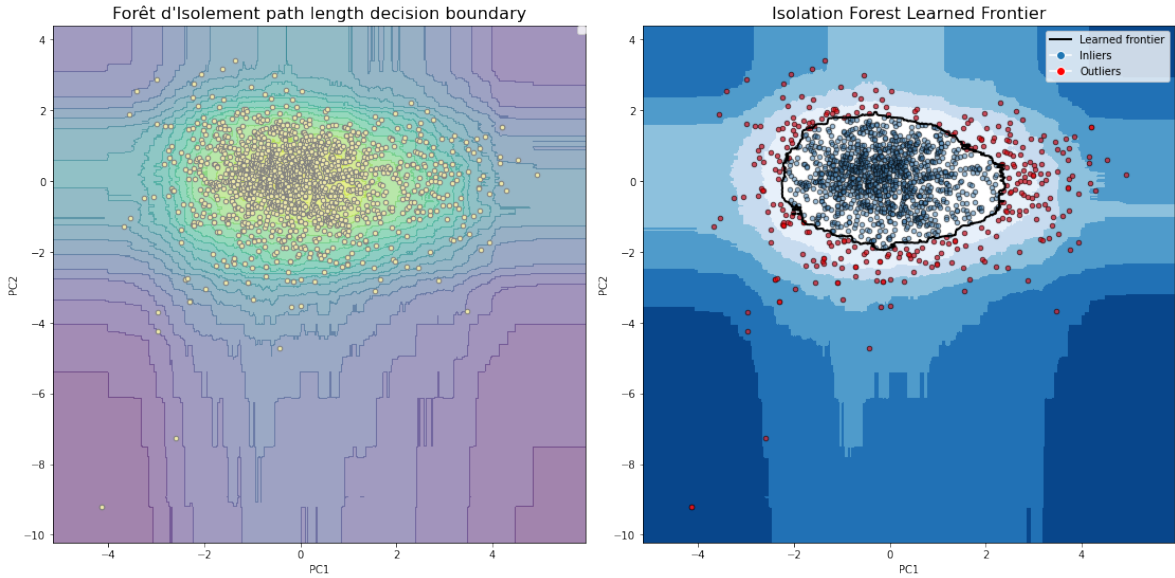 Forêt d'Isolement path length decision boundary
4
2
0
−2
−4
−6
−8
−10
PC2
−4
−2
0
2
4
PC1
Isolation Forest Learned Frontier
Learned frontier
Inliers
Outliers
4
2
0
−2
−4
−6
−8
−10
PC2
−4
−2
0
2
4
PC1